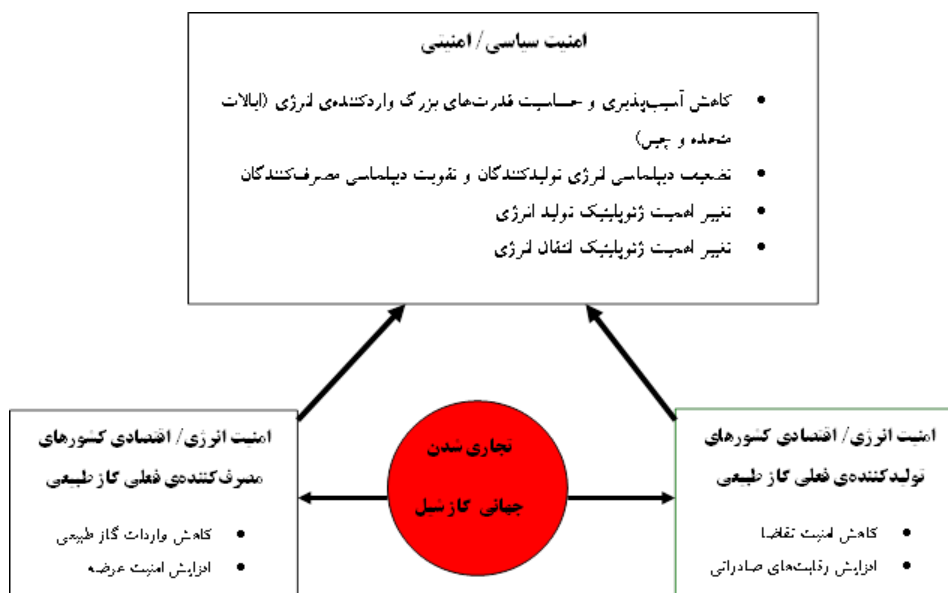 امنیت سیاسی/ امنیتی
• کاهش آسیب‌پذیری و حساسیت قدرت‌های بزرگ واردکننده‌ی انرژی (ایالات
متحده و چین)
• تضعیف دیپلماسی انرژی تولیدکنندگان و تقویت دیپلماسی مصرف‌کنندگان
• تغییر اهمیت ژئوپلیتیک تولید انرژی
• تغییر اهمیت ژئوپلیتیک انتقال انرژی
امنیت انرژی/ اقتصادی کشورهای
تولیدکننده‌ی فعلی گاز طبیعی
• کاهش امنیت تقاضا
• افزایش رقابت‌های صادراتی
تجاری شدن
جهانی گاز شیل
امنیت انرژی/ اقتصادی کشورهای
مصرف‌کننده‌ی فعلی گاز طبیعی
• کاهش واردات گاز طبیعی
• افزایش امنیت عرضه